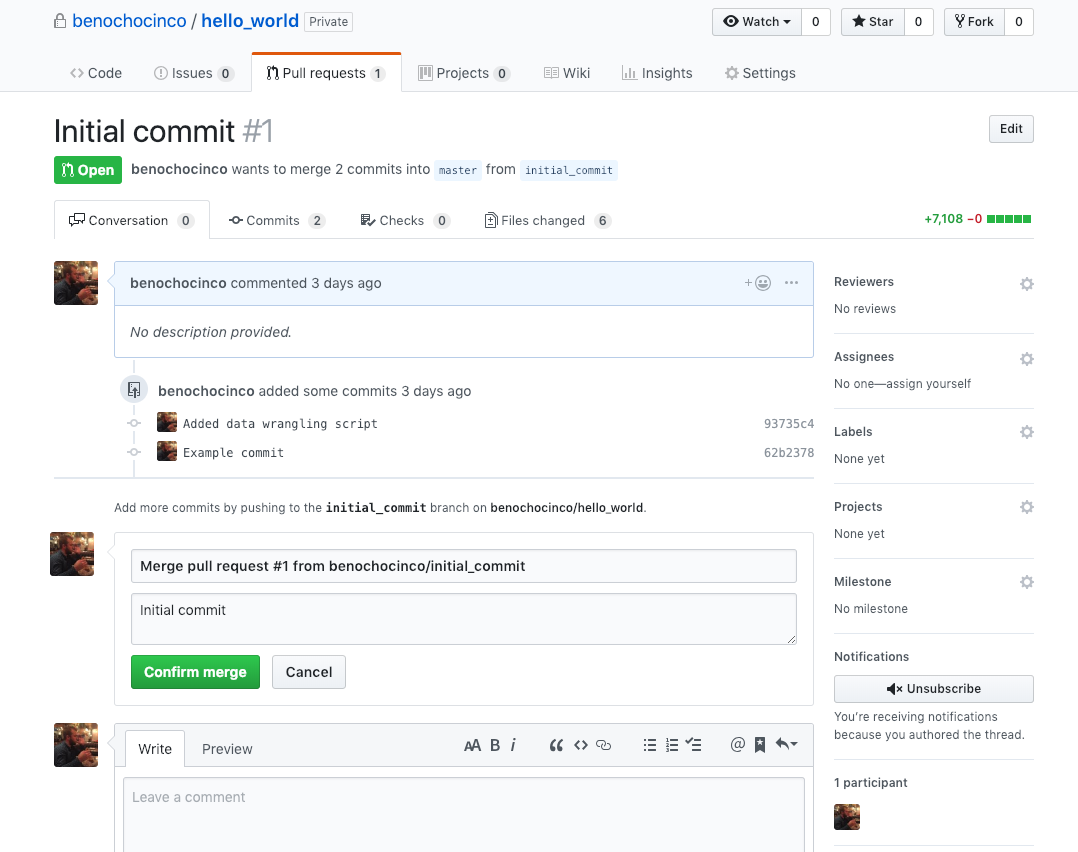 benochocinco / hello_world Private Watch 0 Star 0 Fork 0
Code Issues 0 Pull requests 1 Projects 0 Wiki Insights Settings
Initial commit #1 Edit
Open benochocinco wants to merge 2 commits into master from initial_commit
Conversation 0 Commits 2 Checks 0 Files changed 6 +7,108 −0
benochocinco commented 3 days ago
No description provided.
benochocinco added some commits 3 days ago
Added data wrangling script 93735c4
Example commit 62b2378
Add more commits by pushing to the initial_commit branch on benochocinco/hello_world.
Merge pull request #1 from benochocinco/initial_commit
Initial commit
Confirm merge Cancel
Write Preview AA B i
Leave a comment
Reviewers
No reviews
Assignees
No one—assign yourself
Labels
None yet
Projects
None yet
Milestone
No milestone
Notifications
Unsubscribe
You're receiving notifications
because you authored the thread.
1 participant